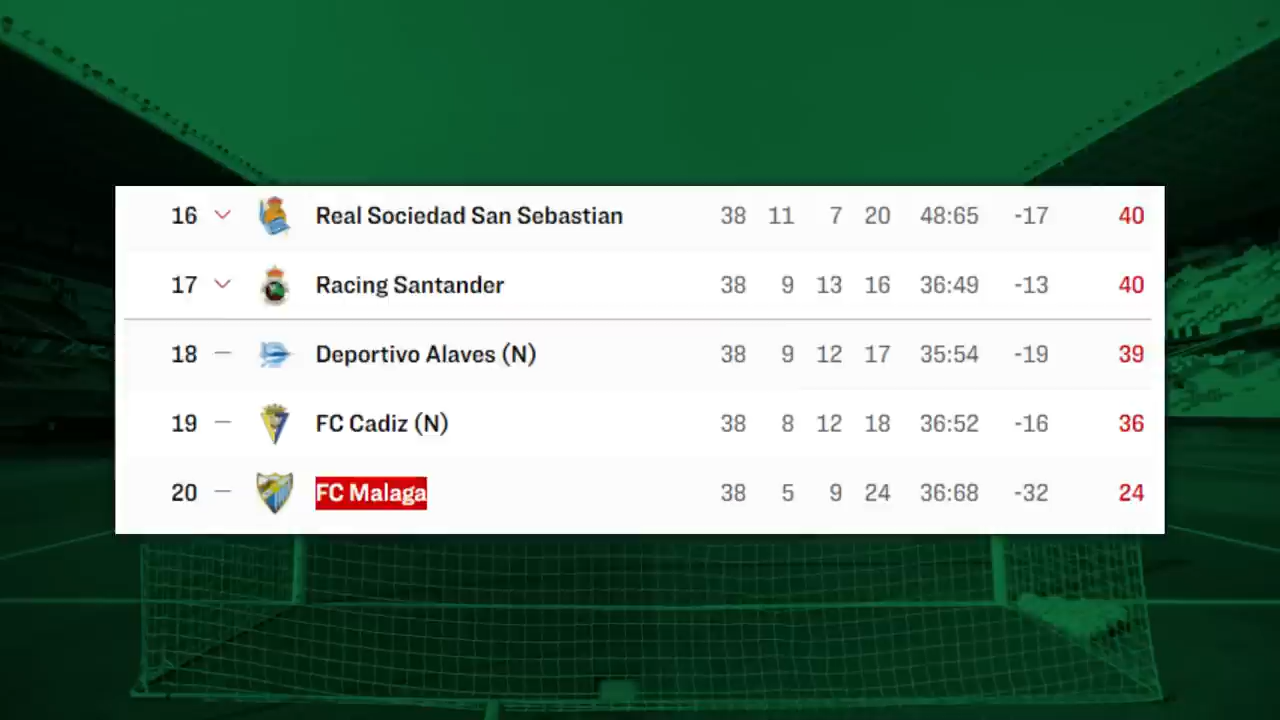 16 Real Sociedad San Sebastian 38 11 7 20 48:65 -17 40
17 Racing Santander 38 9 13 16 36:49 -13 40
18 Deportivo Alaves (N) 38 9 12 17 35:54 -19 39
19 FC Cadiz (N) 38 8 12 18 36:52 -16 36
20 FC Malaga 38 5 9 24 36:68 -32 24